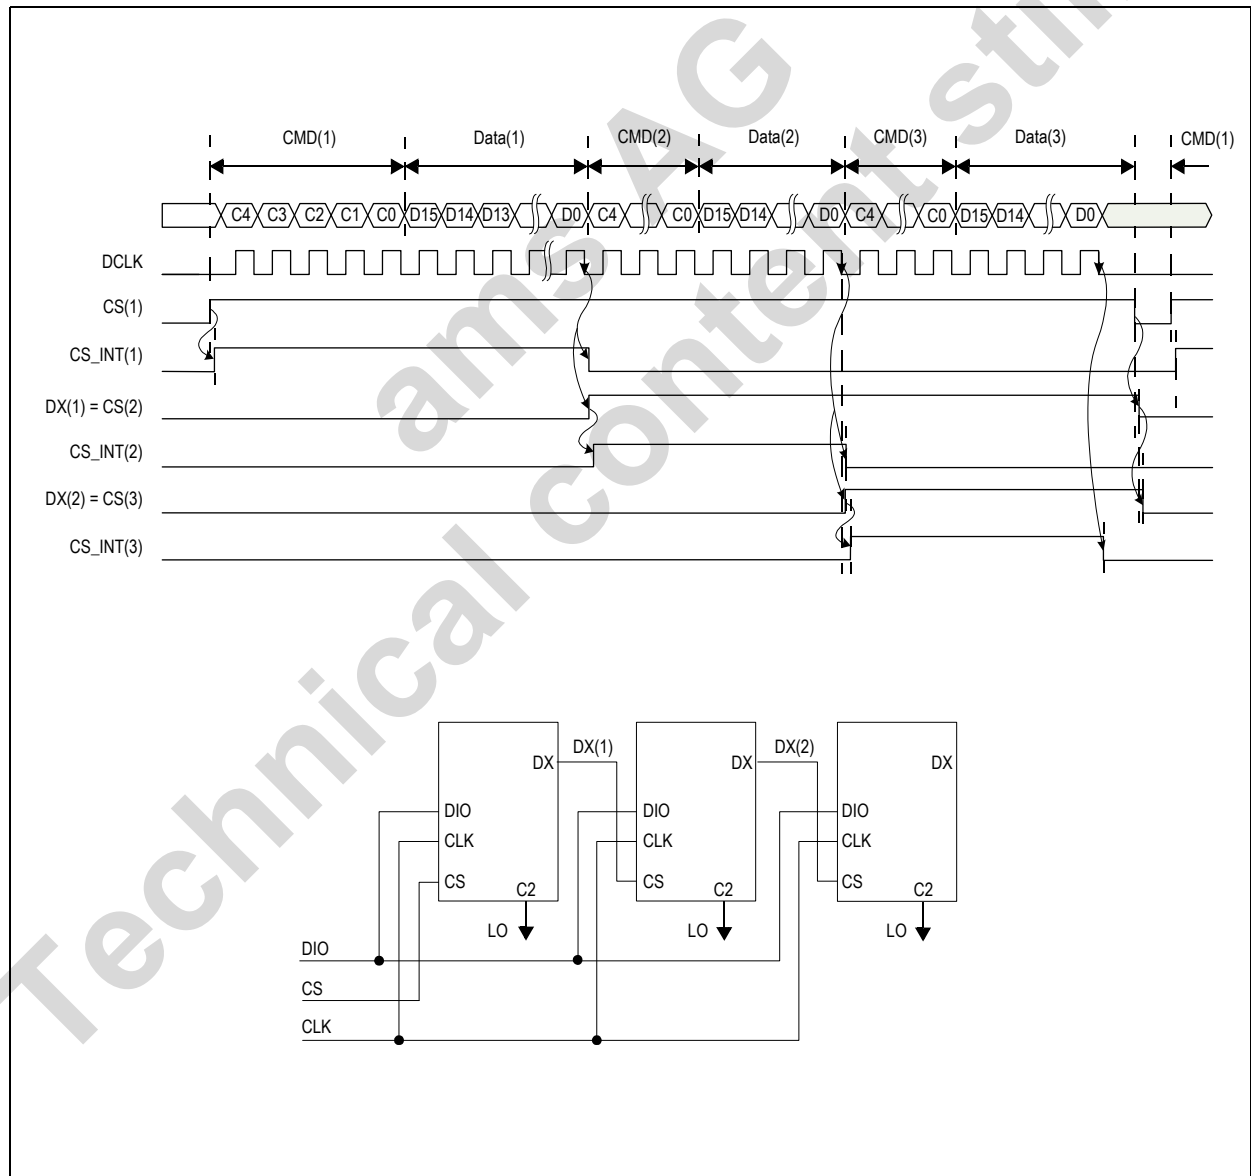 CMD(1) Data(1) CMD(2) Data(2) CMD(3) Data(3) CMD(1)
C4 C3 C2 C1 C0 D15 D14 D13 D0 C4 C0 D15 D14 D0 C4 C0 D15 D14 D0
DCLK
CS(1)
CS_INT(1)
DX(1) = CS(2)
CS_INT(2)
DX(2) = CS(3)
CS_INT(3)
DX DX(1) DX DX(2) DX
DIO DIO DIO
CLK CLK CLK
CS CS CS
C2 C2 C2
LO LO LO
DIO
CS
CLK
ams AG
Technical content